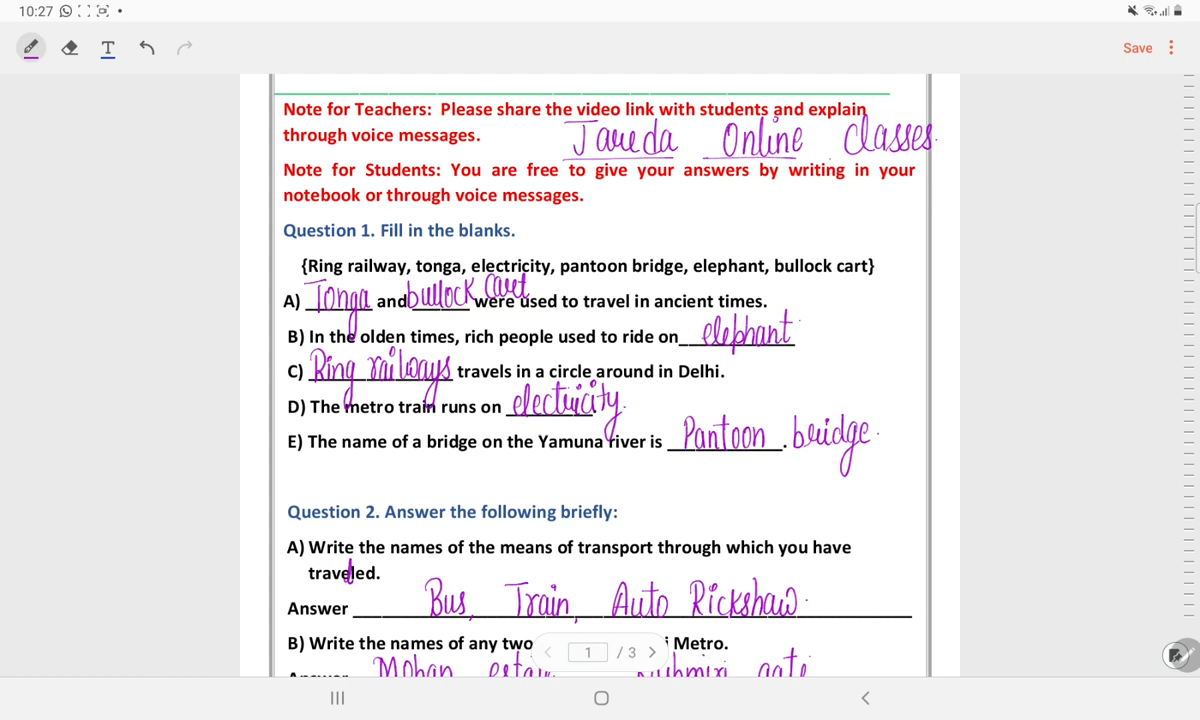 10:27
T
Save
Note for Teachers: Please share the video link with students and explain
through voice messages. Jaueda Online Classes.
Note for Students: You are free to give your answers by writing in your
notebook or through voice messages.
Question 1. Fill in the blanks.
{Ring railway, tonga, electricity, pantoon bridge, elephant, bullock cart}
A) Tonga and bullock cart were used to travel in ancient times.
B) In the olden times, rich people used to ride on elephant.
C) Ring railways travels in a circle around in Delhi.
D) The metro train runs on electricity.
E) The name of a bridge on the Yamuna river is Pantoon. bridge.
Question 2. Answer the following briefly:
A) Write the names of the means of transport through which you have
traveled.
Answer Bus, Train, Auto Rickshaw.
B) Write the names of any two Metro.
1 / 3
Mohan gate